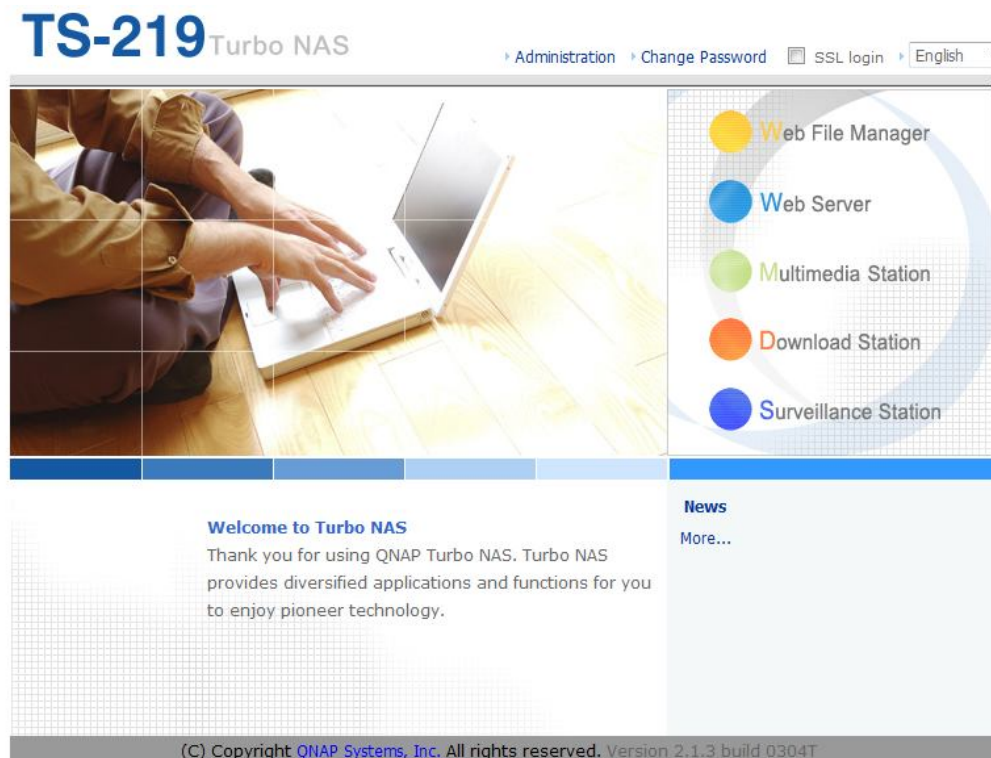 TS-219 Turbo NAS
Administration Change Password SSL login English
Web File Manager
Web Server
Multimedia Station
Download Station
Surveillance Station
Welcome to Turbo NAS
Thank you for using QNAP Turbo NAS. Turbo NAS
provides diversified applications and functions for you
to enjoy pioneer technology.
News
More...
(C) Copyright QNAP Systems, Inc. All rights reserved. Version 2.1.3 build 0304T